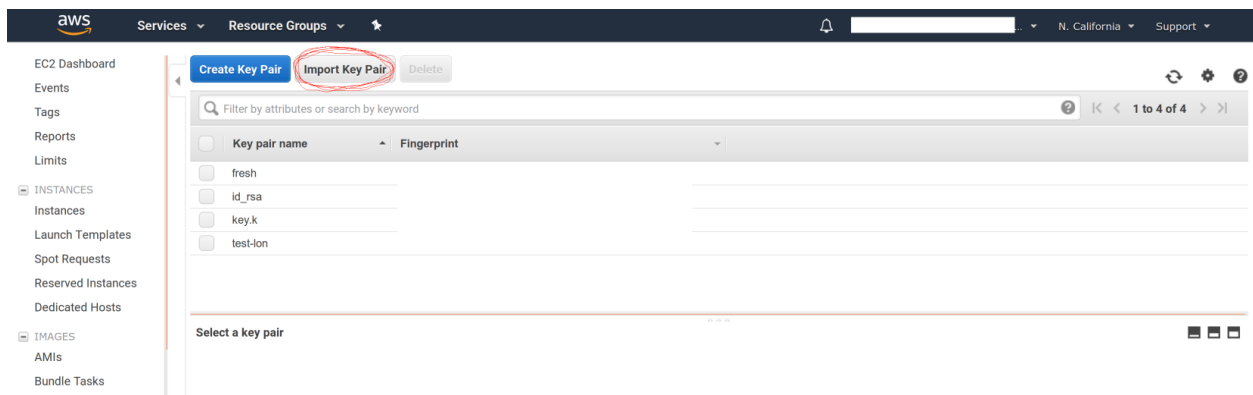 aws Services Resource Groups ... N. California Support
EC2 Dashboard
Events
Tags
Reports
Limits
INSTANCES
Instances
Launch Templates
Spot Requests
Reserved Instances
Dedicated Hosts
IMAGES
AMIs
Bundle Tasks
Create Key Pair Import Key Pair Delete
Filter by attributes or search by keyword 1 to 4 of 4
Key pair name Fingerprint
fresh
id_rsa
key.k
test-lon
Select a key pair